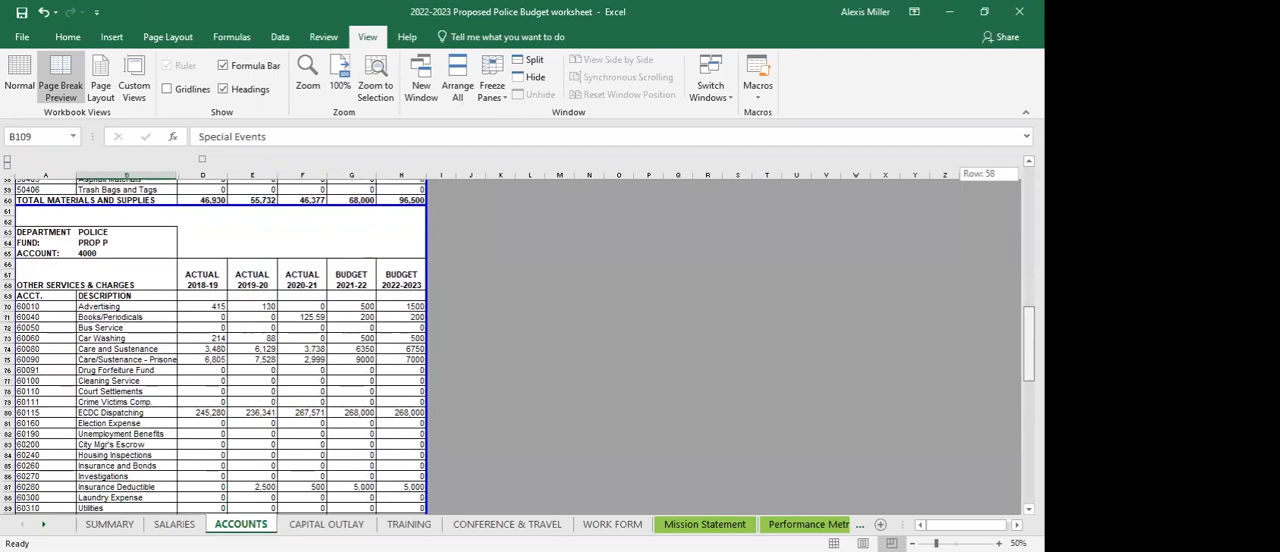 2022-2023 Proposed Police Budget worksheet - Excel
Alexis Miller
File Home Insert Page Layout Formulas Data Review View Help Tell me what you want to do Share
Normal Page Break Preview Page Layout Custom Views
Ruler Formula Bar
Gridlines Headings
Zoom 100% Zoom to Selection
New Window Arrange All Freeze Panes
Split
Hide
Unhide
View Side by Side
Synchronous Scrolling
Reset Window Position
Switch Windows Macros
Workbook Views Show Zoom Window Macros
B109 fx Special Events
A B D E F G H I J K L M N O P Q R S T U V W X Y Z
Row: 58
59 50406 Trash Bags and Tags 0 0 0 0 0
60 TOTAL MATERIALS AND SUPPLIES 46,930 55,732 46,377 68,000 96,500
61
62
63 DEPARTMENT POLICE
64 FUND: PROP P
65 ACCOUNT: 4000
66
67 ACTUAL ACTUAL ACTUAL BUDGET BUDGET
68 OTHER SERVICES & CHARGES 2018-19 2019-20 2020-21 2021-22 2022-2023
69 ACCT. DESCRIPTION
70 60010 Advertising 415 130 0 500 1500
71 60040 Books/Periodicals 0 0 125.59 200 200
72 60050 Bus Service 0 0 0 0 0
73 60060 Car Washing 214 88 0 500 500
74 60080 Care and Sustenance 3,480 6,129 3,738 6350 6750
75 60090 Care/Sustenance - Prisone 6,805 7,528 2,999 9000 7000
76 60091 Drug Forfeiture Fund 0 0 0 0 0
77 60100 Cleaning Service 0 0 0 0 0
78 60110 Court Settlements 0 0 0 0 0
79 60111 Crime Victims Comp. 0 0 0 0 0
80 60115 ECDC Dispatching 245,280 236,341 267,571 268,000 268,000
81 60160 Election Expense 0 0 0 0 0
82 60190 Unemployment Benefits 0 0 0 0 0
83 60200 City Mgr's Escrow 0 0 0 0 0
84 60240 Housing Inspections 0 0 0 0 0
85 60260 Insurance and Bonds 0 0 0 0 0
86 60270 Investigations 0 0 0 0 0
87 60280 Insurance Deductible 0 2,500 500 5,000 5,000
88 60300 Laundry Expense 0 0 0 0 0
89 60310 Utilities 0 0 0 0 0
SUMMARY SALARIES ACCOUNTS CAPITAL OUTLAY TRAINING CONFERENCE & TRAVEL WORK FORM Mission Statement Performance Metr ...
Ready 50%